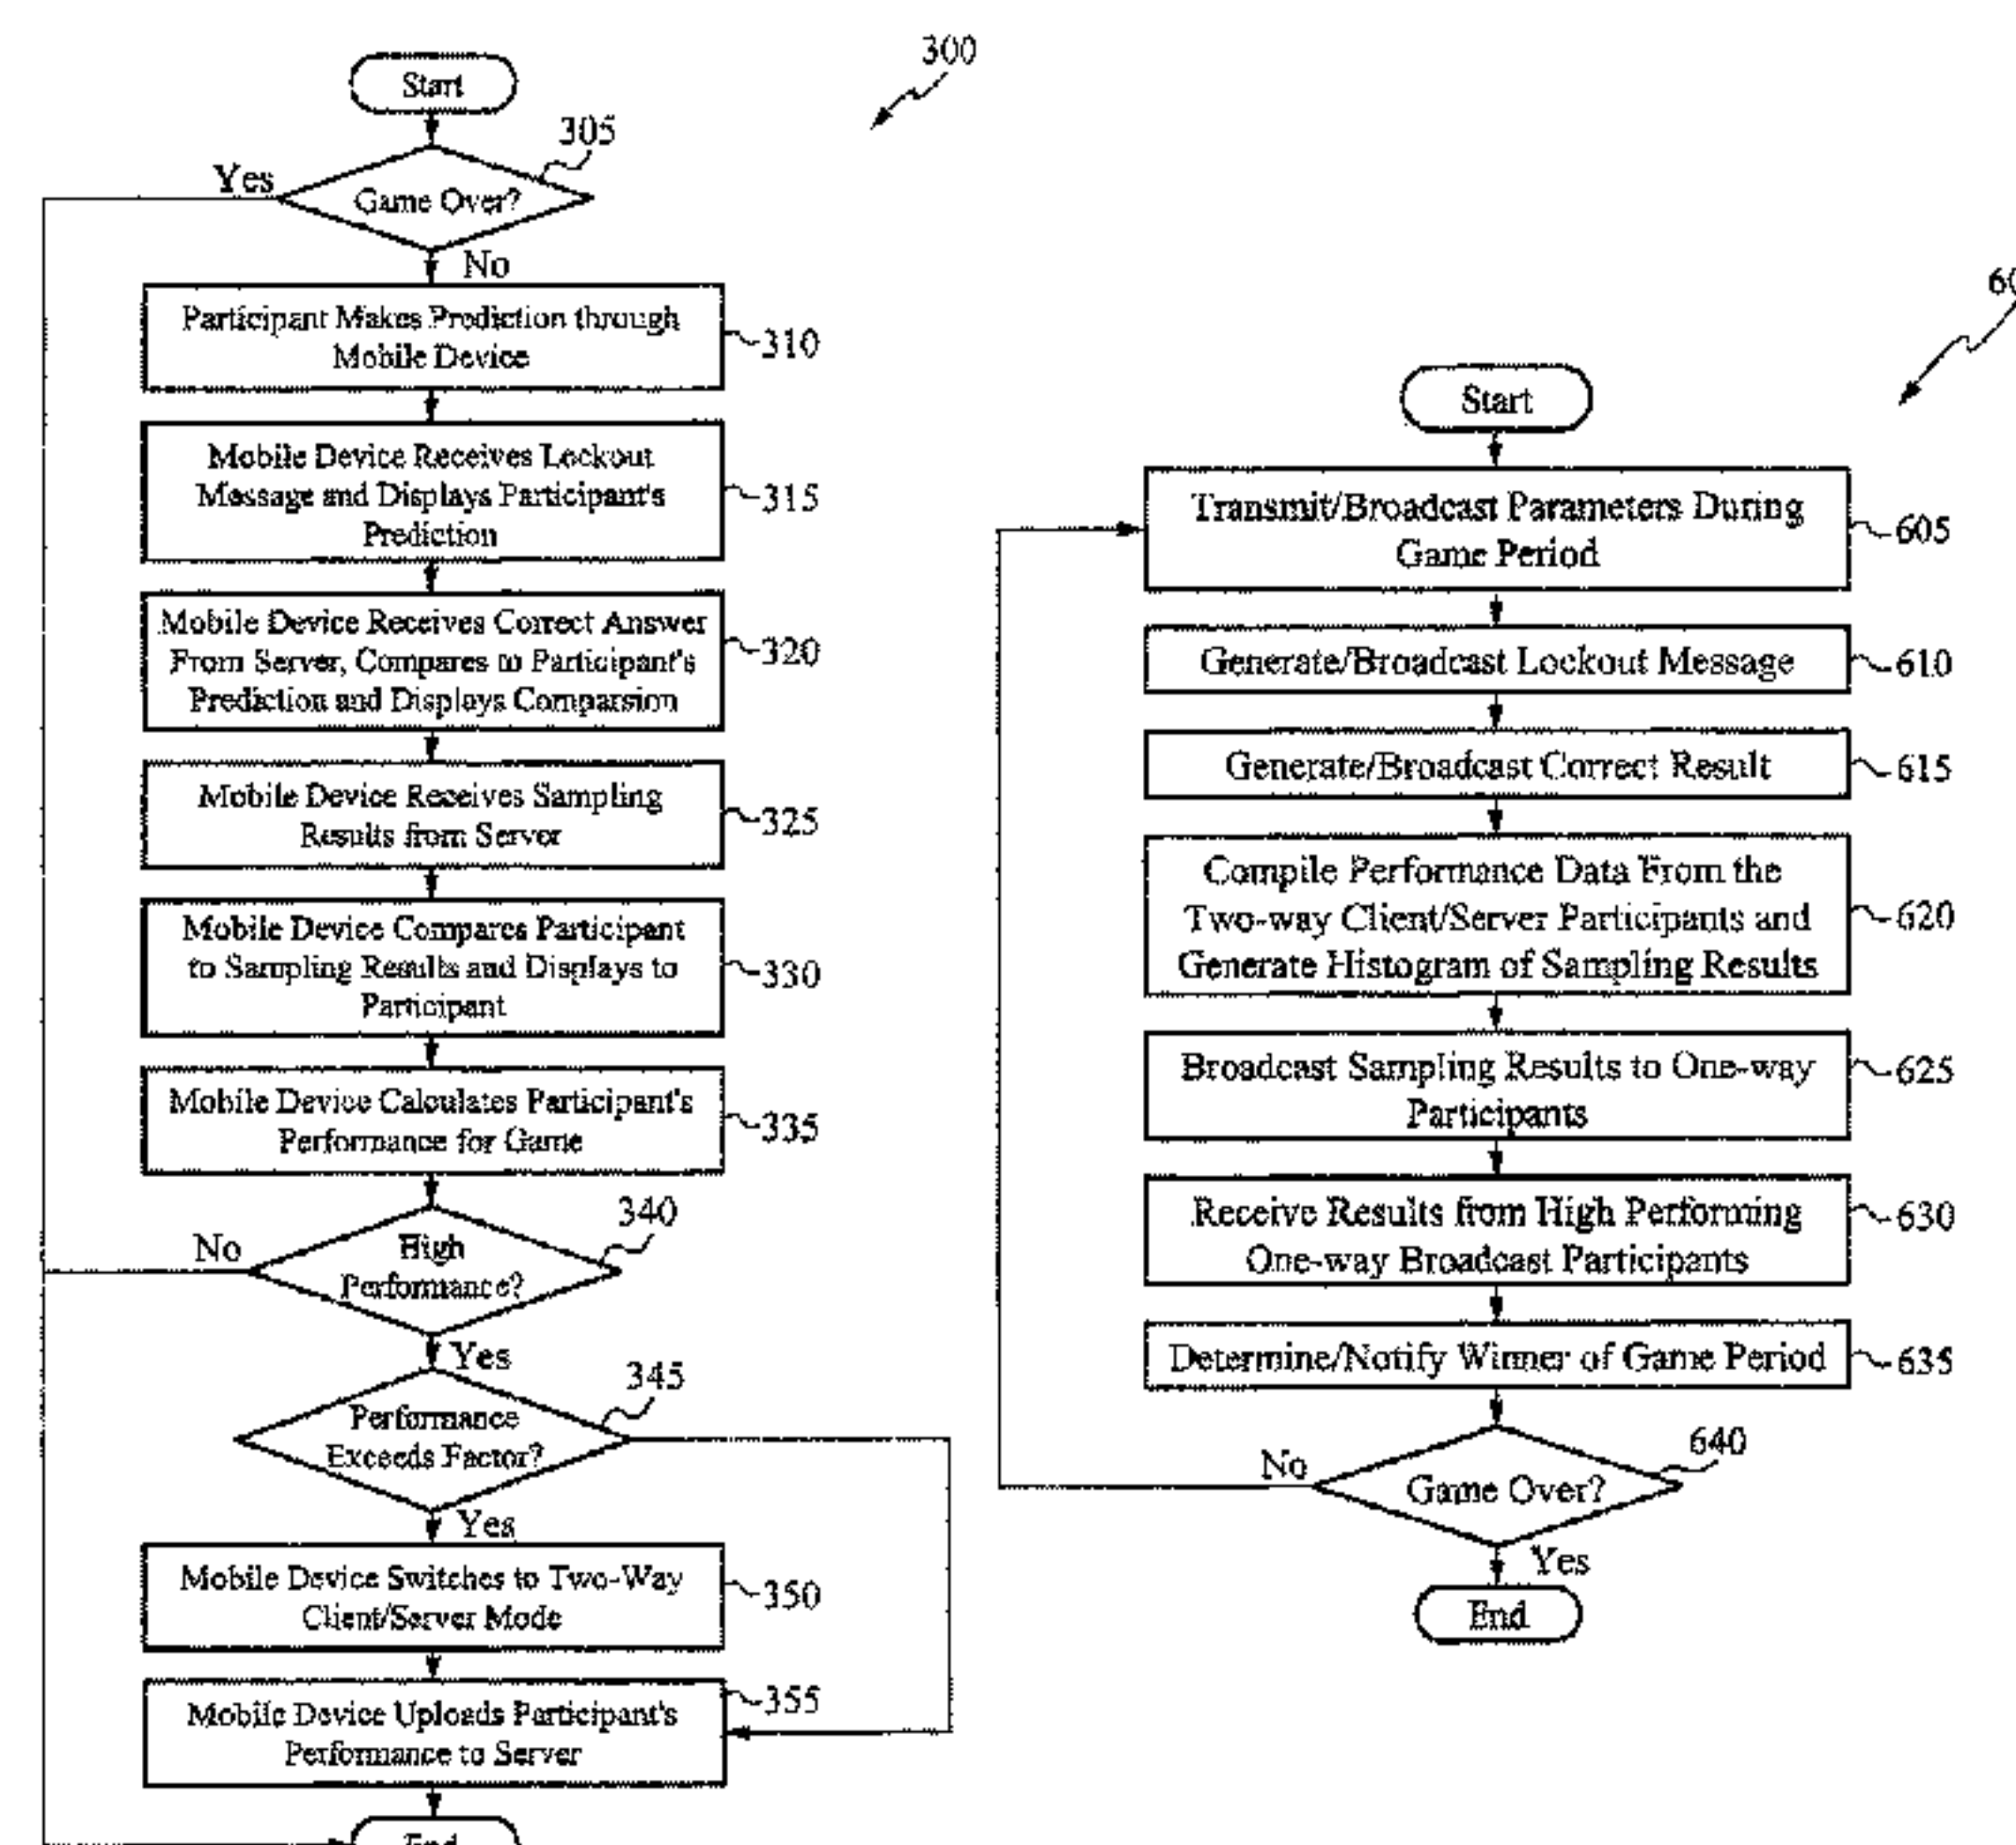 300
Start
305
Yes
Game Over?
No
Participant Makes Prediction through
Mobile Device
310
Mobile Device Receives Lockout
Message and Displays Participant's
Prediction
315
Mobile Device Receives Correct Answer
From Server, Compares to Participant's
Prediction and Displays Comparsion
320
Mobile Device Receives Sampling
Results from Server
325
Mobile Device Compares Participant
to Sampling Results and Displays to
Participant
330
Mobile Device Calculates Participant's
Performance for Game
335
340
No
High
Performance?
Yes
345
Performance
Exceeds Factor?
Yes
Mobile Device Switches to Two-Way
Client/Server Mode
350
Mobile Device Uploads Participant's
Performance to Server
355
End
Start
Transmit/Broadcast Parameters During
Game Period
605
Generate/Broadcast Lockout Message
610
Generate/Broadcast Correct Result
615
Compile Performance Data From the
Two-way Client/Server Participants and
Generate Histogram of Sampling Results
620
Broadcast Sampling Results to One-way
Participants
625
Receive Results from High Performing
One-way Broadcast Participants
630
Determine/Notify Winner of Game Period
635
640
No
Game Over?
Yes
End